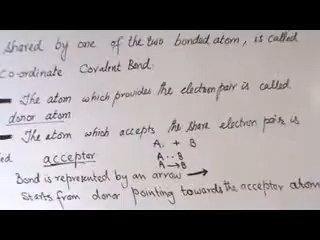 shared by one of the two bonded atom, is called
Co-ordinate Covalent Bond.
The atom which provides the electron pair is called
donor atom
The atom which accepts the share electron pair is
ed acceptor
A. + B
A..B
A→B
Bond is represented by an arrow →
Starts from donor pointing towards the acceptor atom